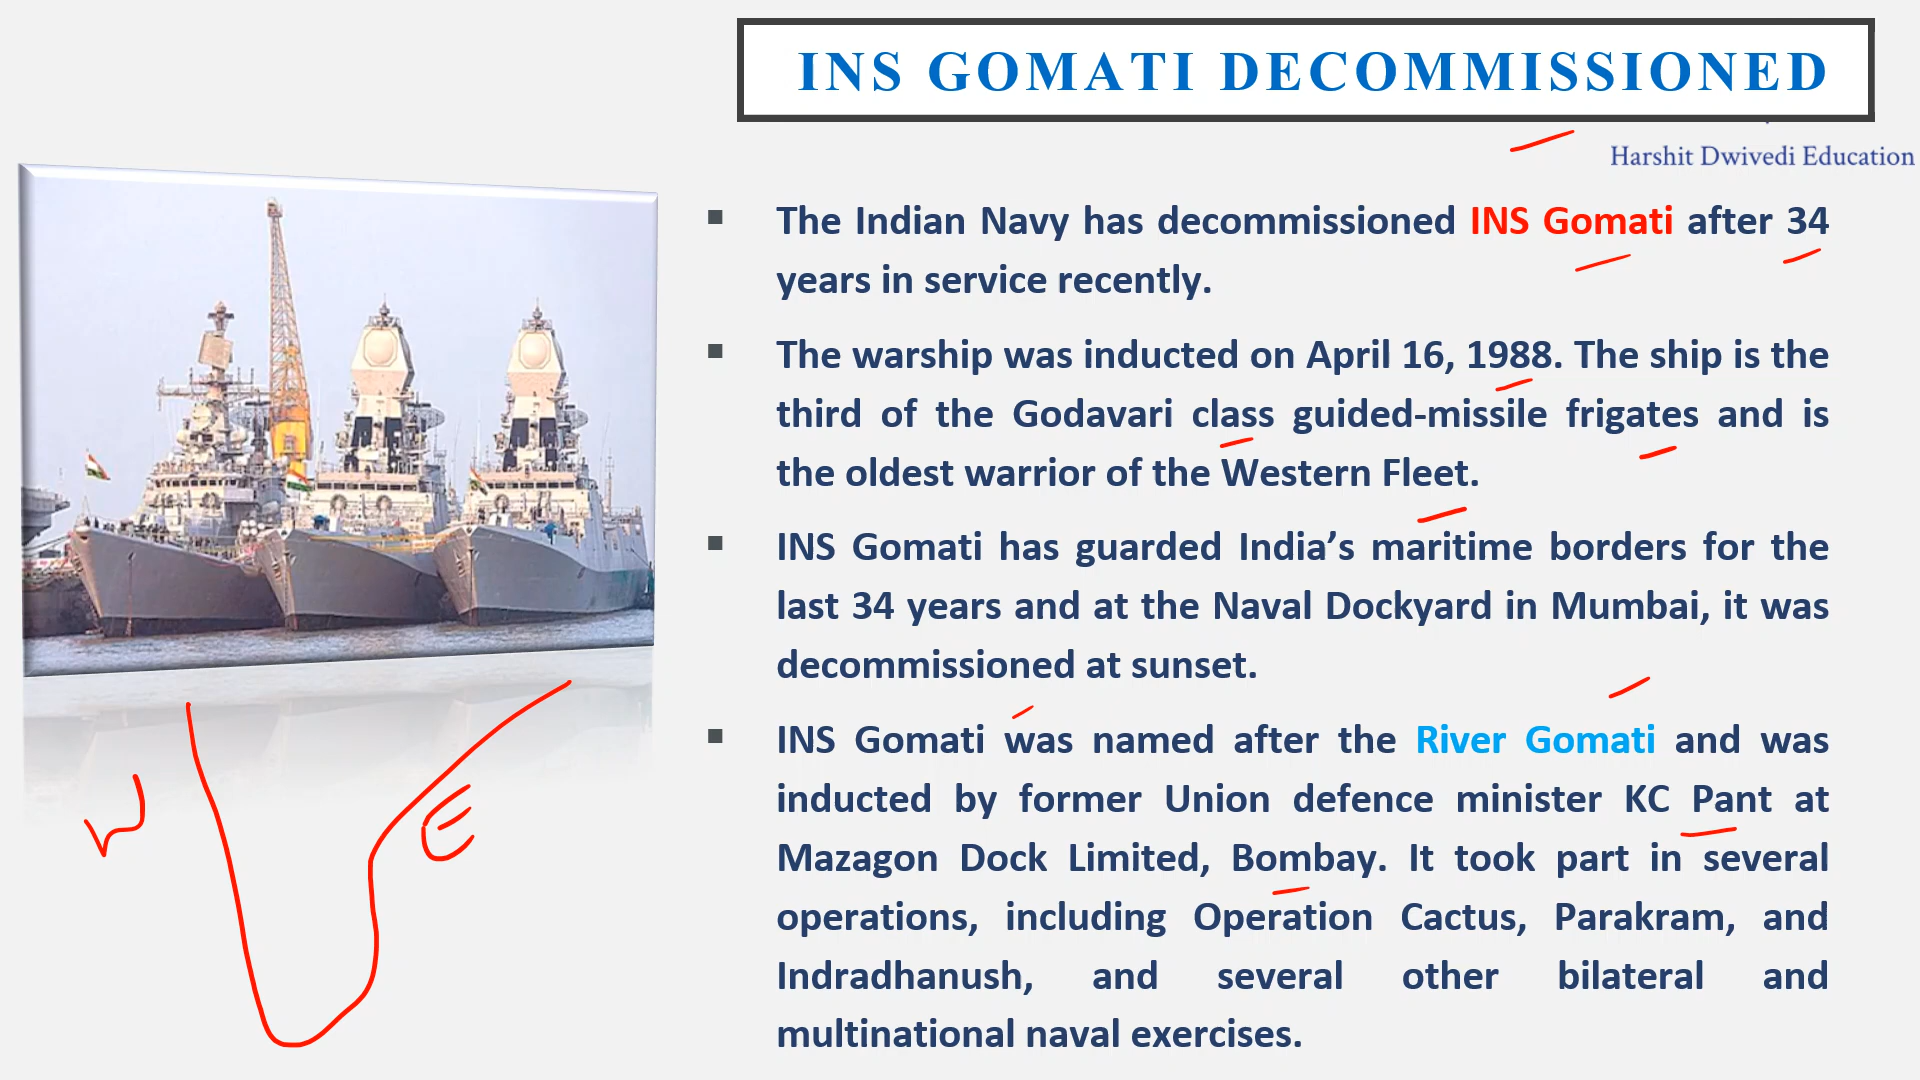 INS GOMATI DECOMMISSIONED
Harshit Dwivedi Education
▪ The Indian Navy has decommissioned INS Gomati after 34
years in service recently.
▪ The warship was inducted on April 16, 1988. The ship is the
third of the Godavari class guided-missile frigates and is
the oldest warrior of the Western Fleet.
▪ INS Gomati has guarded India’s maritime borders for the
last 34 years and at the Naval Dockyard in Mumbai, it was
decommissioned at sunset.
▪ INS Gomati was named after the River Gomati and was
inducted by former Union defence minister KC Pant at
Mazagon Dock Limited, Bombay. It took part in several
operations, including Operation Cactus, Parakram, and
Indradhanush, and several other bilateral and
multinational naval exercises.
W
E